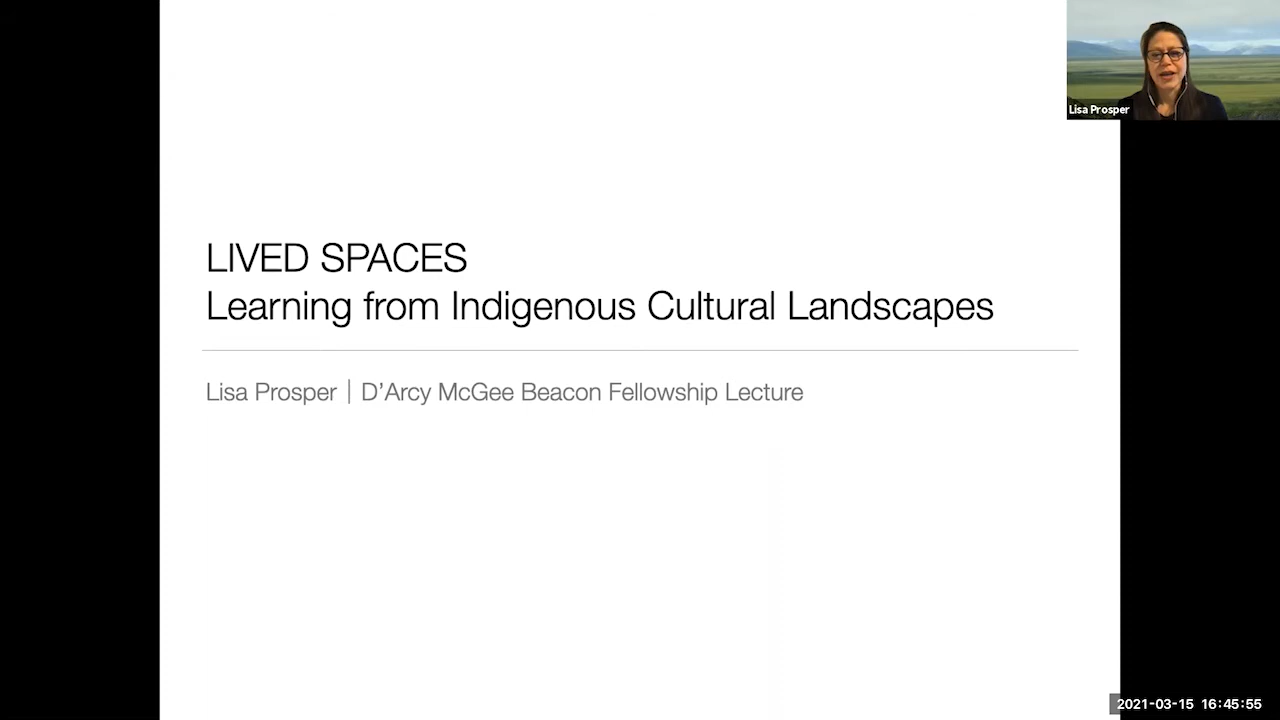 Lisa Prosper
LIVED SPACES
Learning from Indigenous Cultural Landscapes
Lisa Prosper | D'Arcy McGee Beacon Fellowship Lecture
2021-03-15 16:45:55